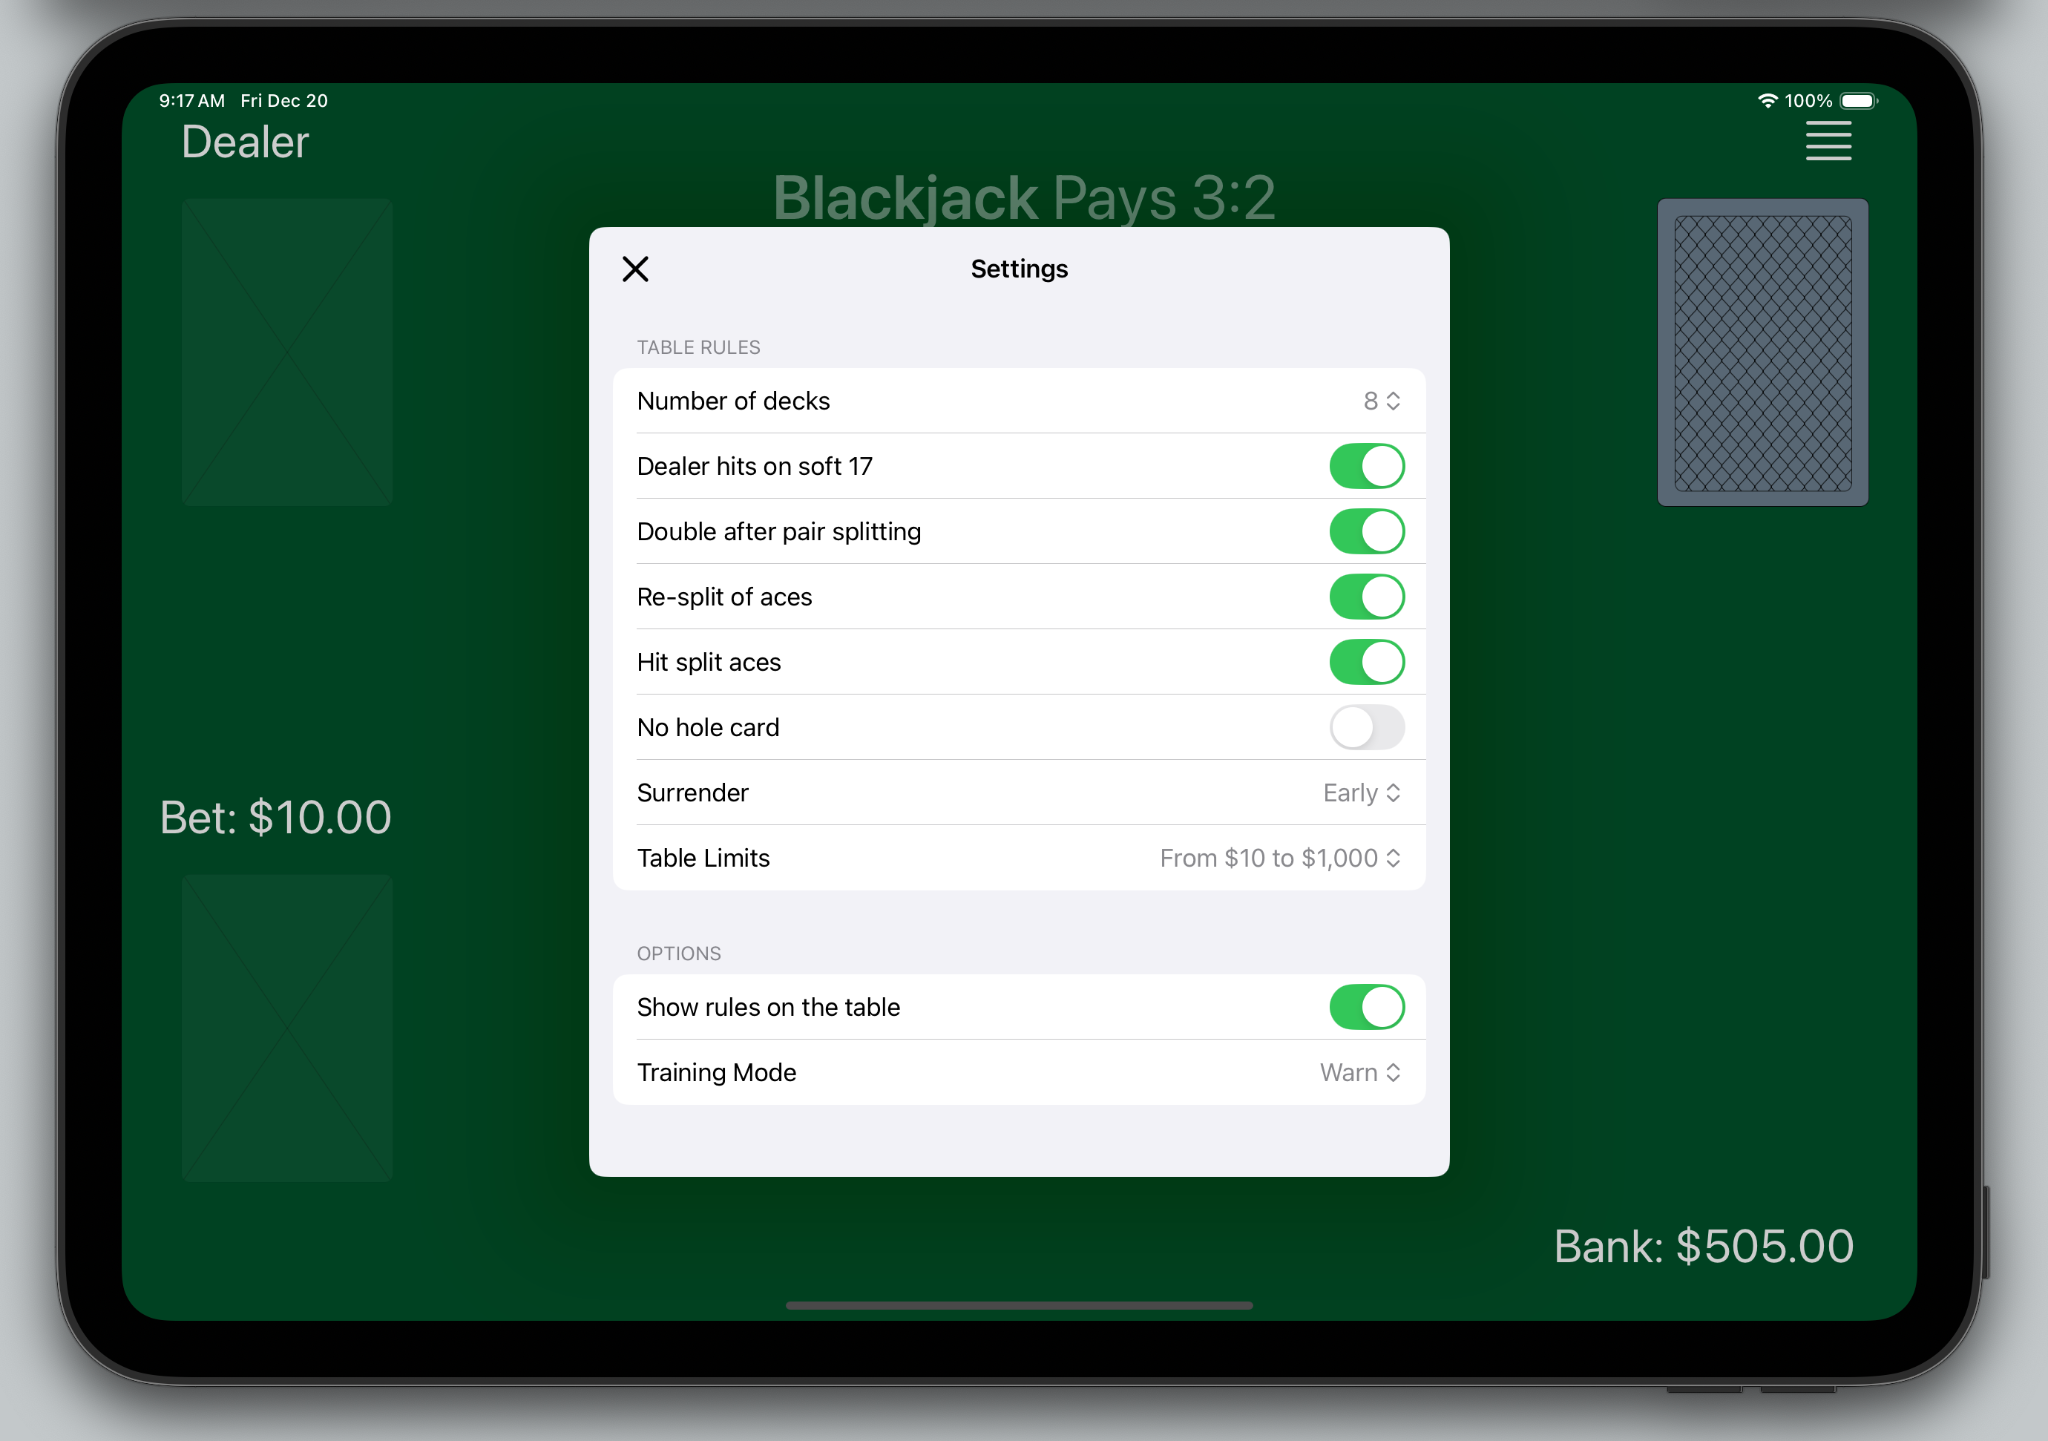 9:17 AM Fri Dec 20
100%
Dealer
Blackjack Pays 3:2
Settings
TABLE RULES
Number of decks 8
Dealer hits on soft 17
Double after pair splitting
Re-split of aces
Hit split aces
No hole card
Surrender Early
Table Limits From $10 to $1,000
Bet: $10.00
OPTIONS
Show rules on the table
Training Mode Warn
Bank: $505.00